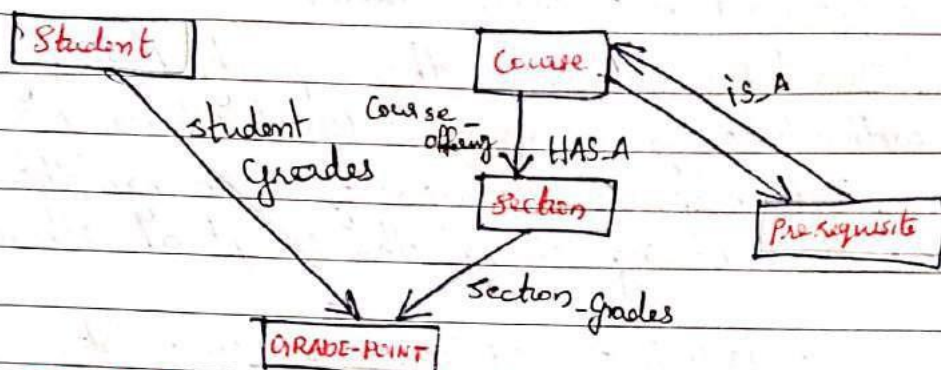 Student
Course
is_A
student
Grades
Course_
offering
HAS_A
Section
Pre requisite
Section_Grades
GRADE-POINT